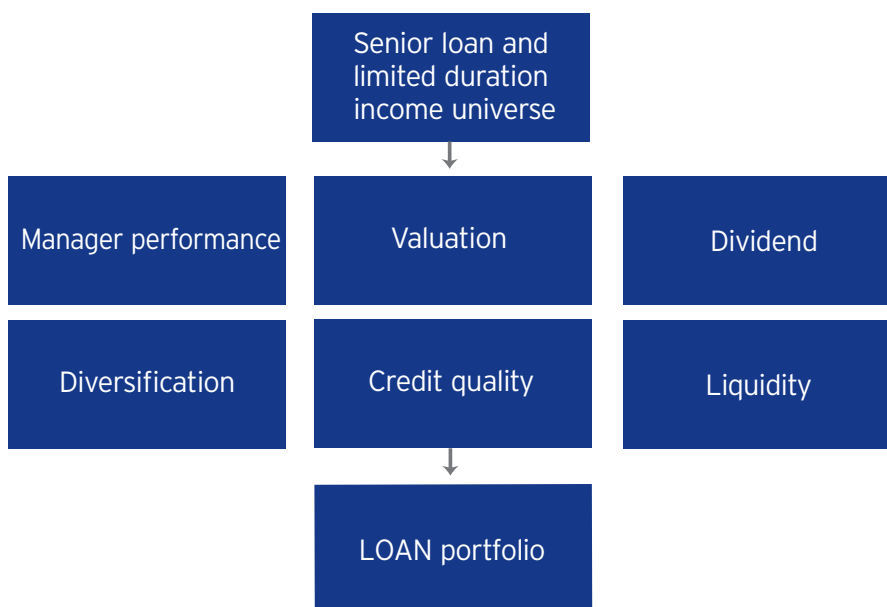 Senior loan and
limited duration
income universe
Manager performance
Valuation
Dividend
Diversification
Credit quality
Liquidity
LOAN portfolio